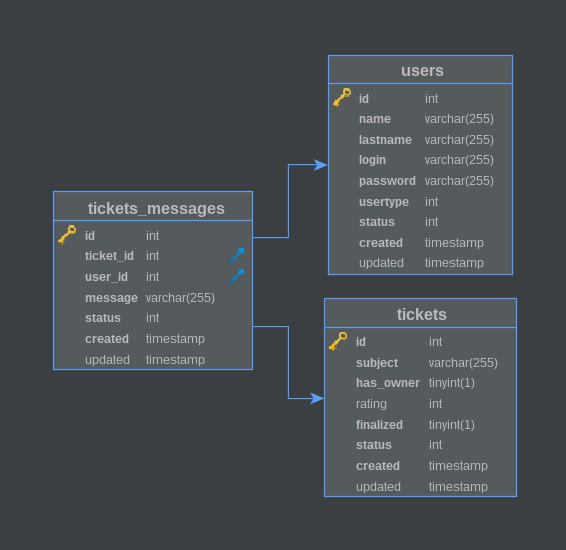 users
id int
name varchar(255)
lastname varchar(255)
login varchar(255)
password varchar(255)
usertype int
status int
created timestamp
updated timestamp
tickets_messages
id int
ticket_id int
user_id int
message varchar(255)
status int
created timestamp
updated timestamp
tickets
id int
subject varchar(255)
has_owner tinyint(1)
rating int
finalized tinyint(1)
status int
created timestamp
updated timestamp